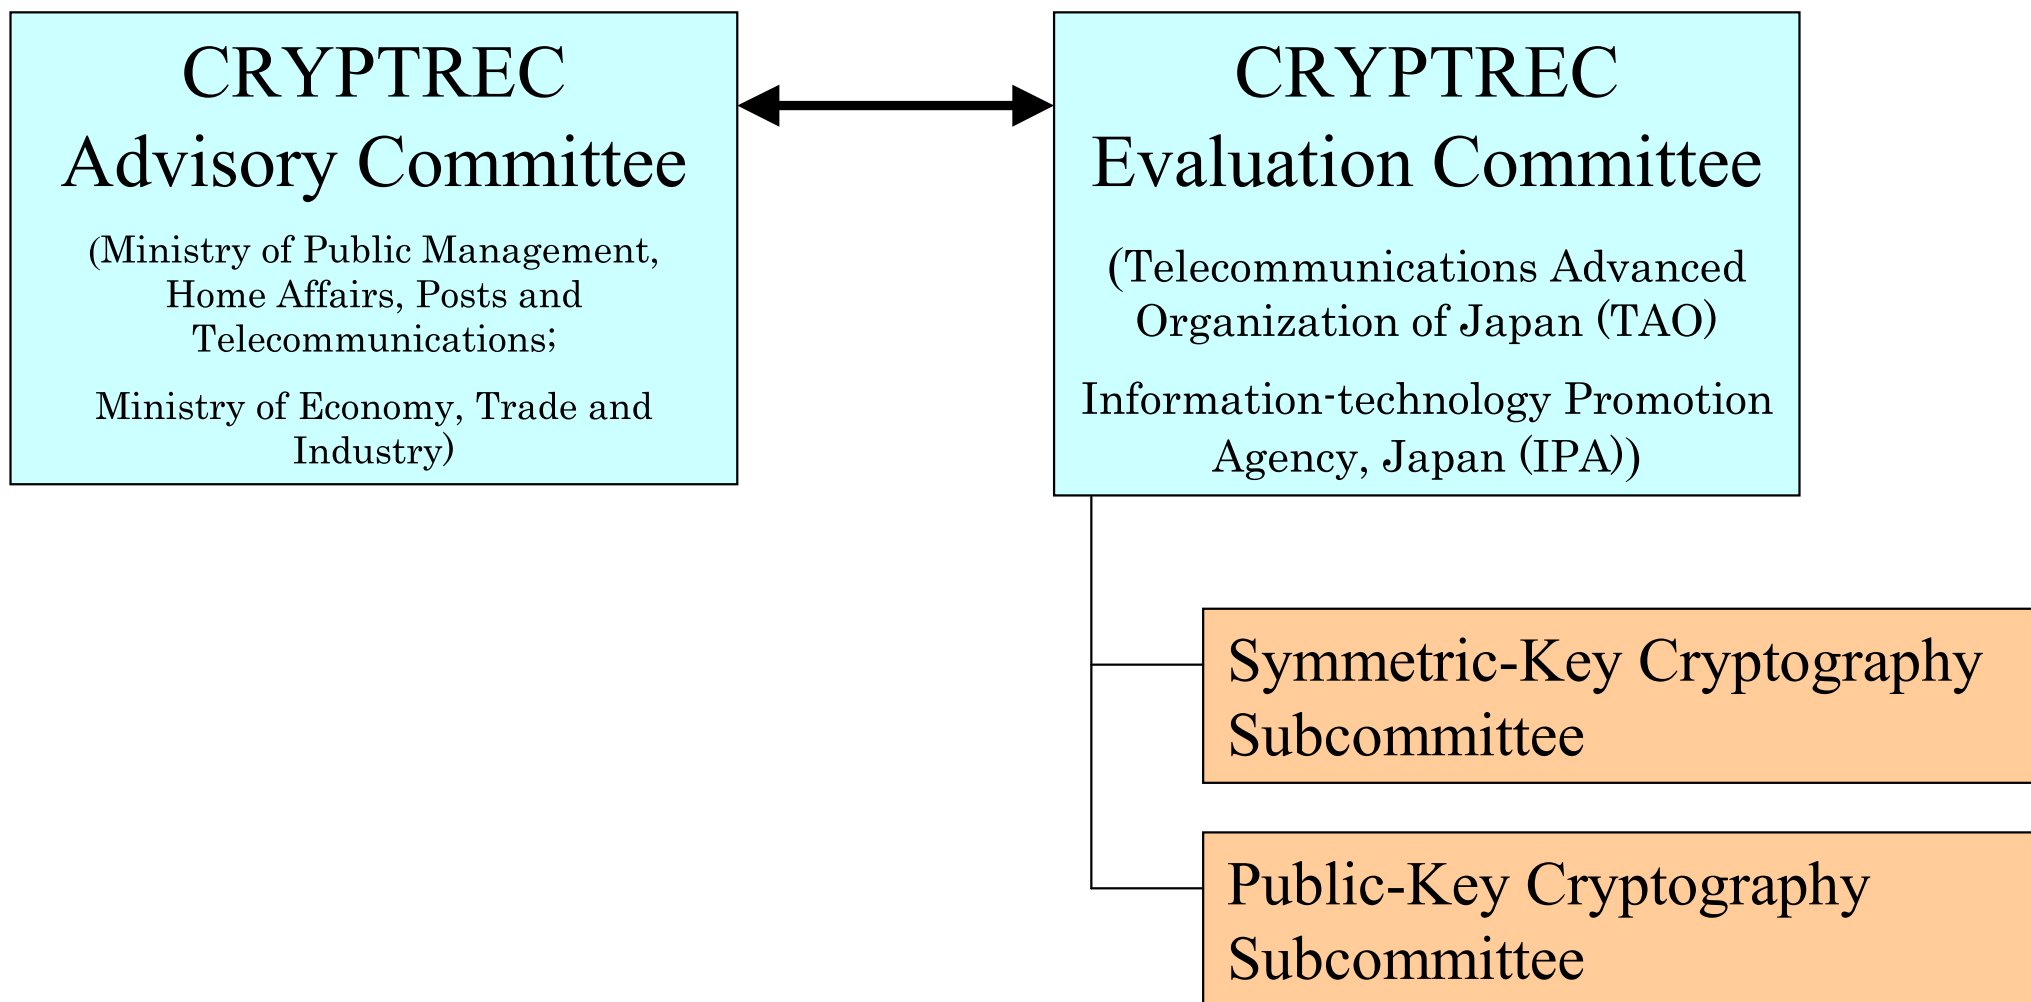 CRYPTREC
Advisory Committee
(Ministry of Public Management,
Home Affairs, Posts and
Telecommunications;
Ministry of Economy, Trade and
Industry)
CRYPTREC
Evaluation Committee
(Telecommunications Advanced
Organization of Japan (TAO)
Information-technology Promotion
Agency, Japan (IPA))
Symmetric-Key Cryptography
Subcommittee
Public-Key Cryptography
Subcommittee